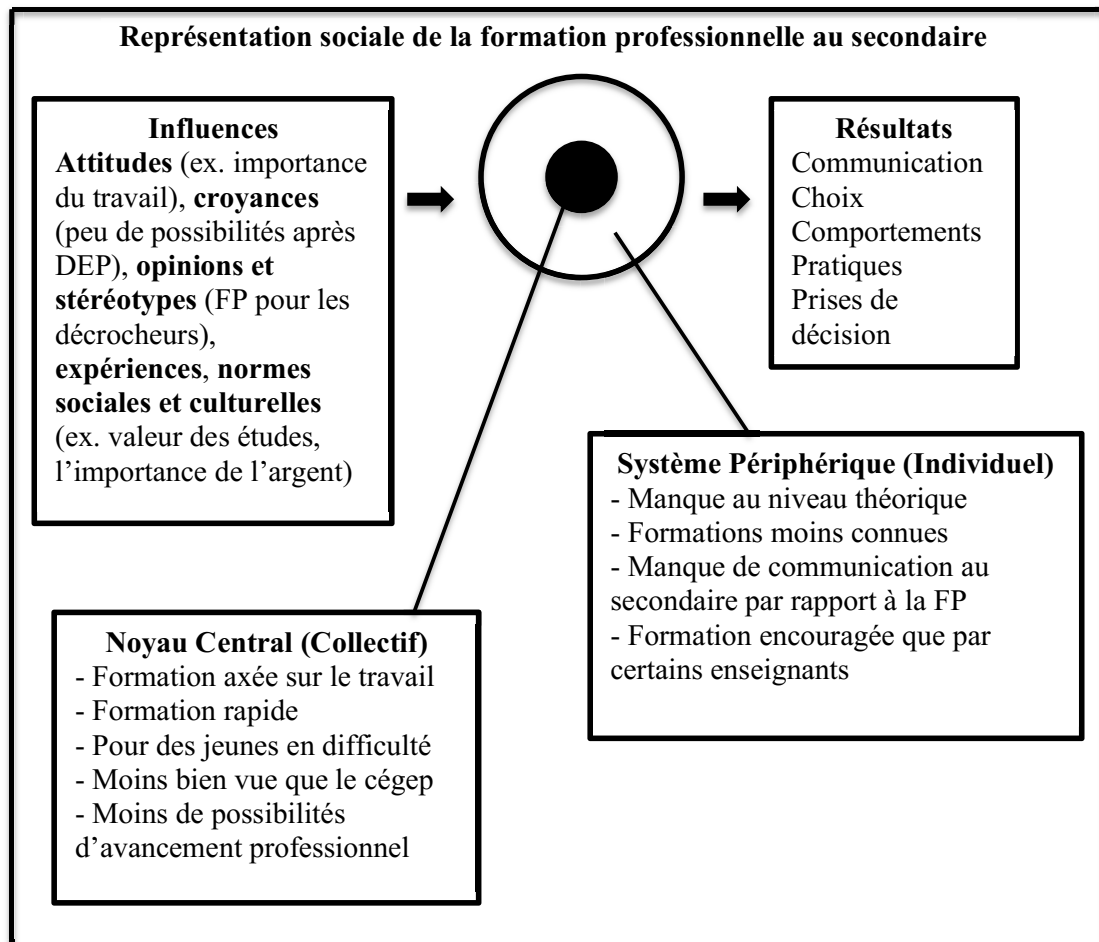 Représentation sociale de la formation professionnelle au secondaire
Influences
Attitudes (ex. importance
du travail), croyances
(peu de possibilités après
DEP), opinions et
stéréotypes (FP pour les
décrocheurs),
expériences, normes
sociales et culturelles
(ex. valeur des études,
l’importance de l’argent)
Résultats
Communication
Choix
Comportements
Pratiques
Prises de
décision
Système Périphérique (Individuel)
- Manque au niveau théorique
- Formations moins connues
- Manque de communication au
secondaire par rapport à la FP
- Formation encouragée que par
certains enseignants
Noyau Central (Collectif)
- Formation axée sur le travail
- Formation rapide
- Pour des jeunes en difficulté
- Moins bien vue que le cégep
- Moins de possibilités
d’avancement professionnel